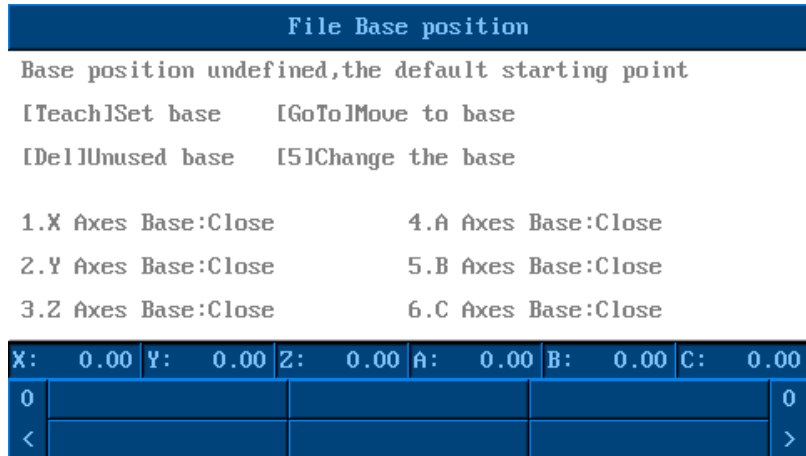 File Base position
Base position undefined,the default starting point
[Teach]Set base [GoTo]Move to base
[Del]Unused base [5]Change the base
1.X Axes Base:Close 4.A Axes Base:Close
2.Y Axes Base:Close 5.B Axes Base:Close
3.Z Axes Base:Close 6.C Axes Base:Close
X: 0.00 Y: 0.00 Z: 0.00 A: 0.00 B: 0.00 C: 0.00
0 0
< >